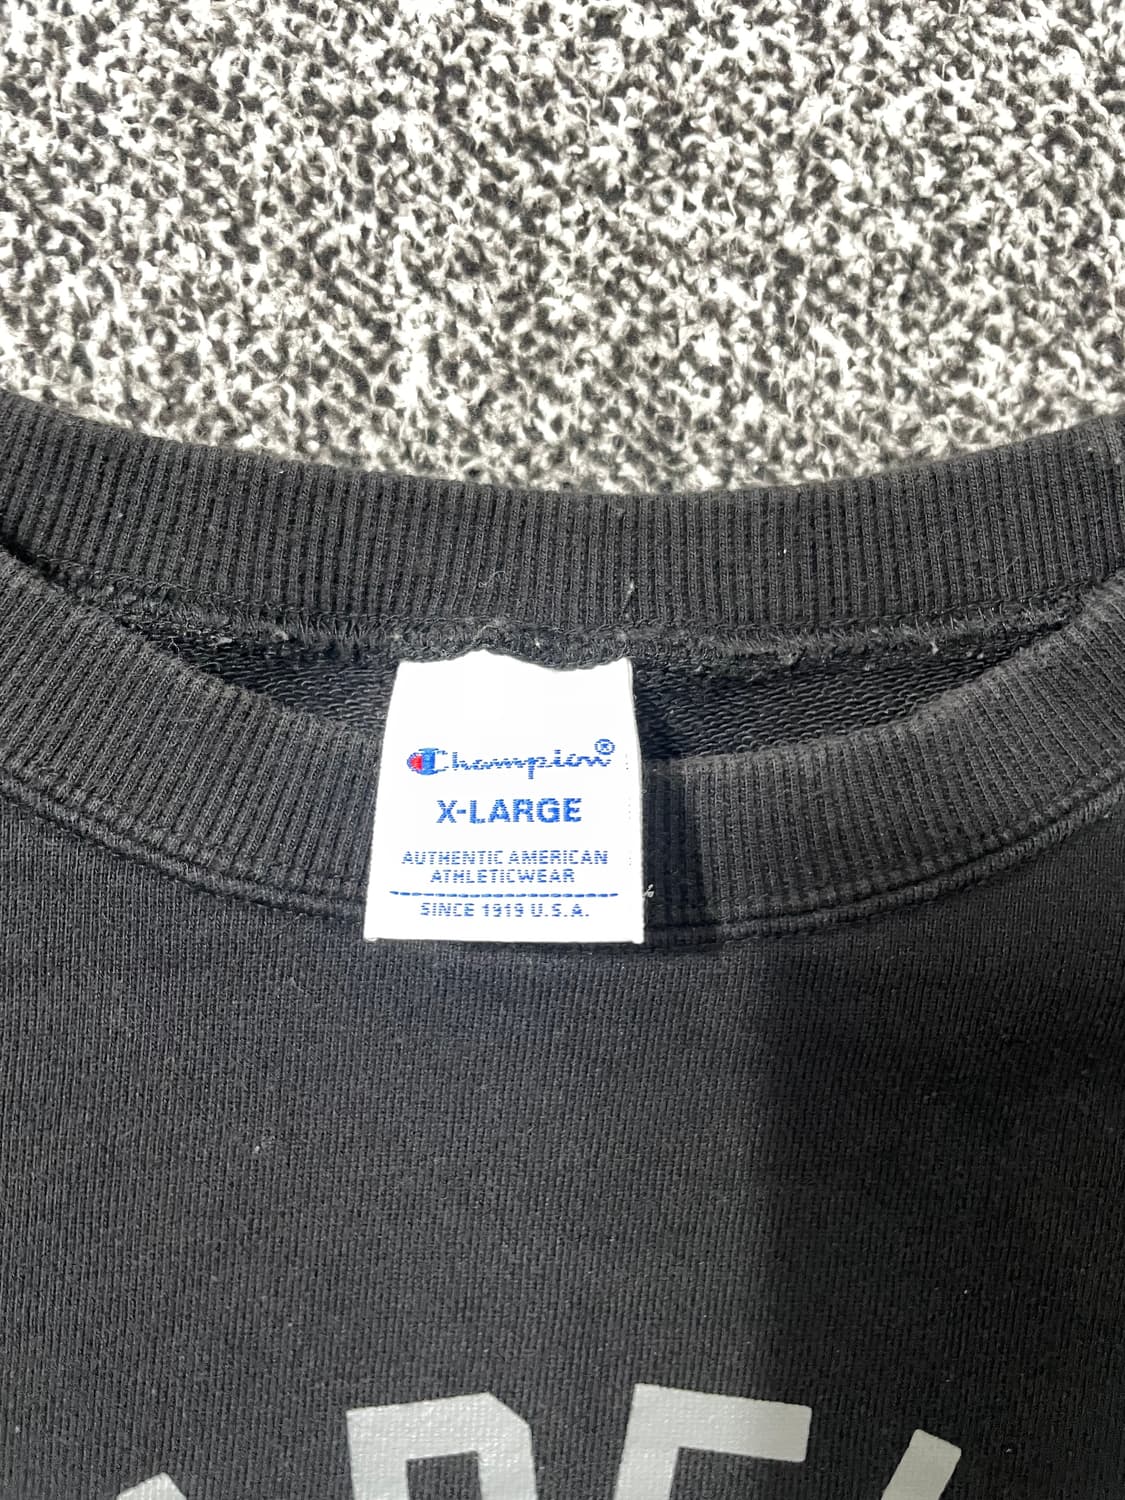 Champion®
X-LARGE
AUTHENTIC AMERICAN
ATHLETICWEAR
SINCE 1919 U.S.A.